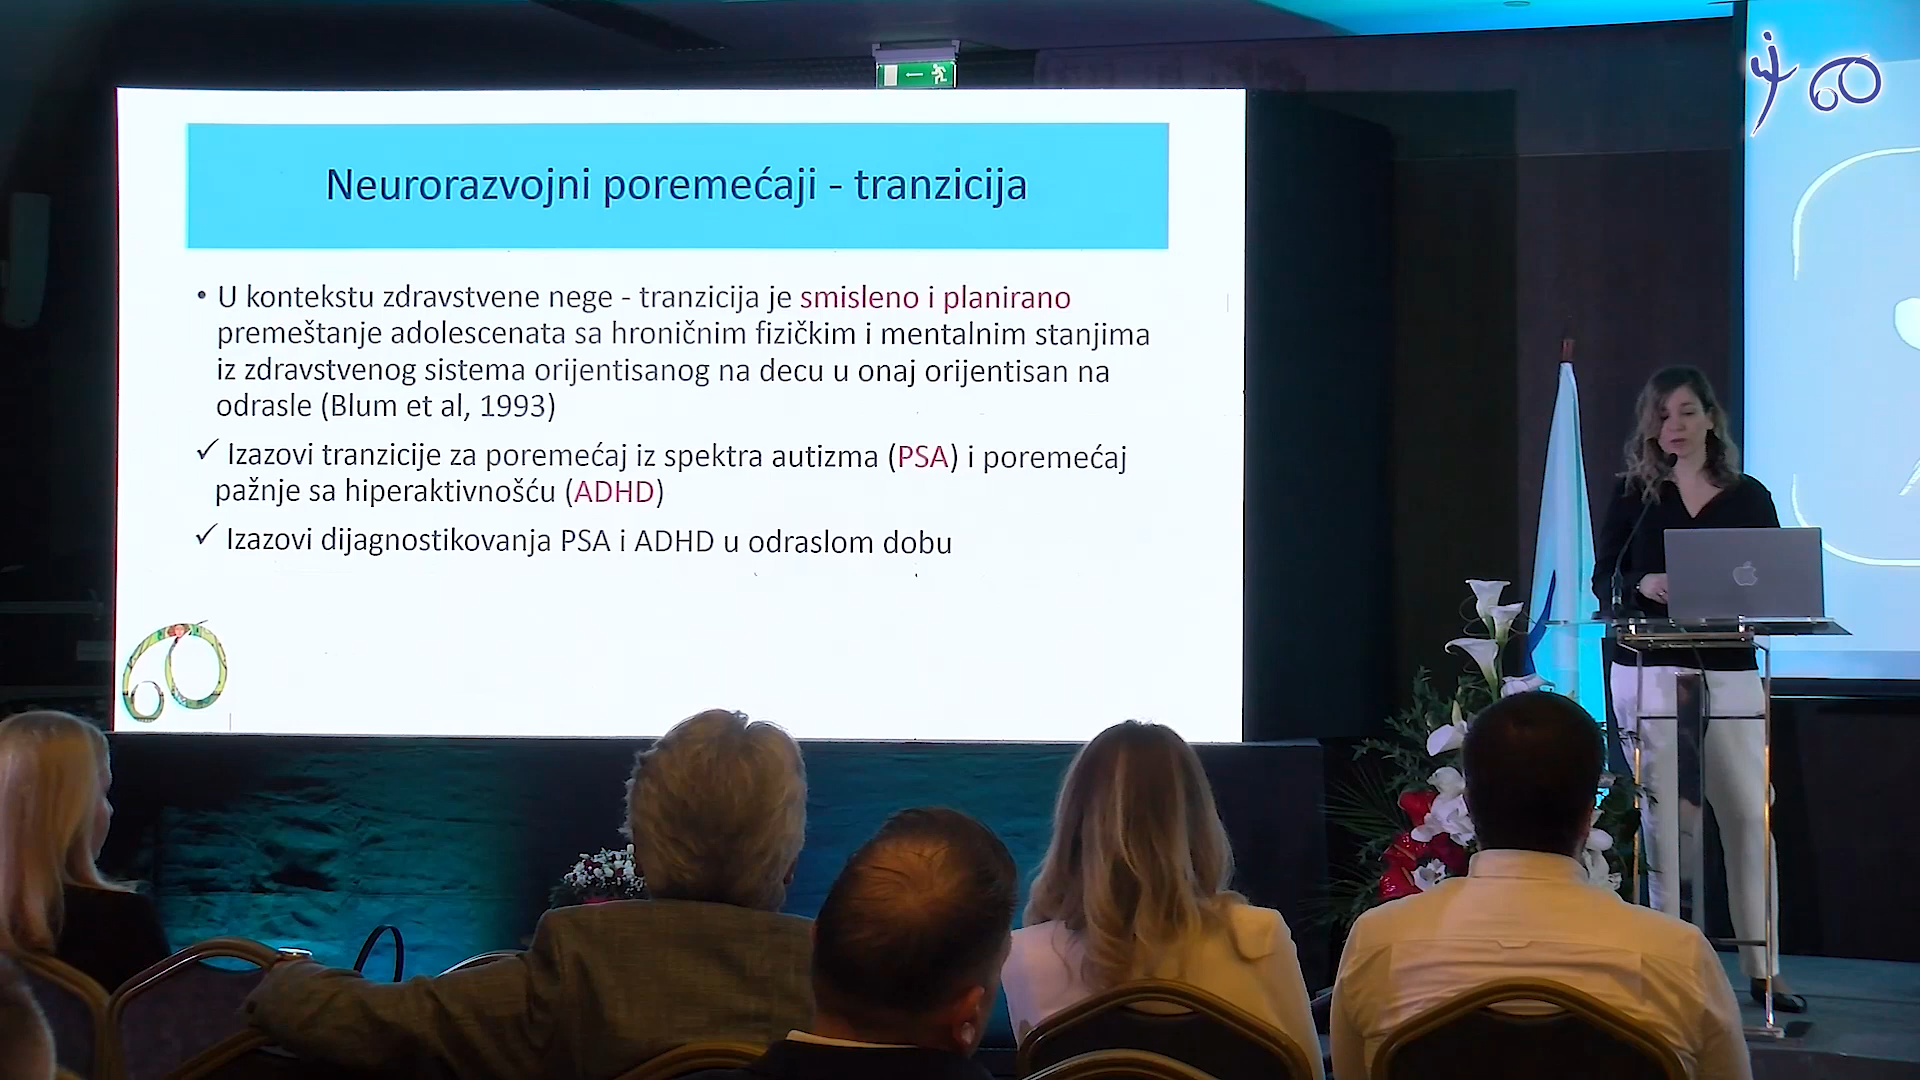 Neurorazvojni poremećaji - tranzicija
• U kontekstu zdravstvene nege - tranzicija je smisleno i planirano
premeštanje adolescenata sa hroničnim fizičkim i mentalnim stanjima
iz zdravstvenog sistema orijentisanog na decu u onaj orijentisan na
odrasle (Blum et al, 1993)
✓ Izazovi tranzicije za poremećaj iz spektra autizma (PSA) i poremećaj
pažnje sa hiperaktivnošću (ADHD)
✓ Izazovi dijagnostikovanja PSA i ADHD u odraslom dobu
60
60